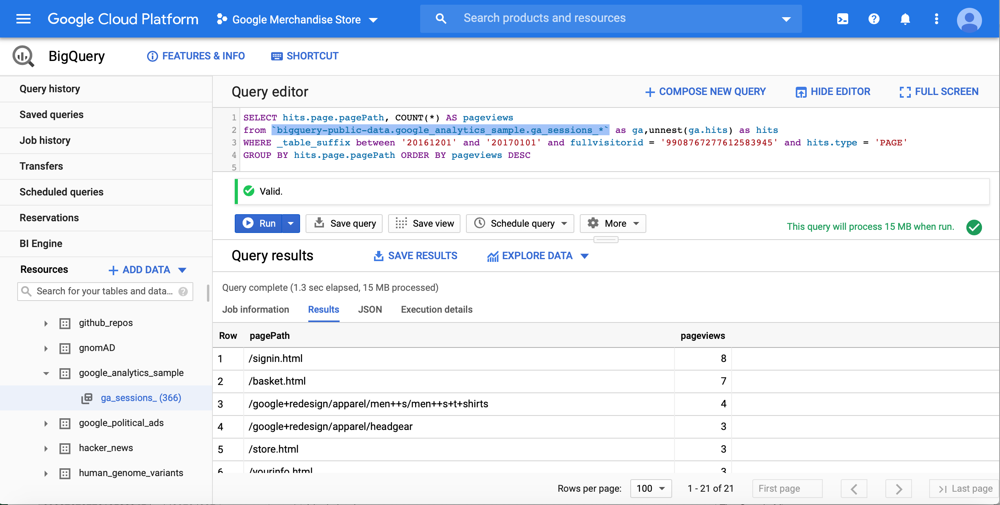 Google Cloud Platform
Google Merchandise Store
Search products and resources
BigQuery
FEATURES & INFO
SHORTCUT
Query history
Saved queries
Job history
Transfers
Scheduled queries
Reservations
BI Engine
Resources
ADD DATA
Search for your tables and data...
github_repos
gnomAD
google_analytics_sample
ga_sessions_ (366)
google_political_ads
hacker_news
human_genome_variants
Query editor
COMPOSE NEW QUERY
HIDE EDITOR
FULL SCREEN
1 SELECT hits.page.pagePath, COUNT(*) AS pageviews
2 from `bigquery-public-data.google_analytics_sample.ga_sessions_*` as ga,unnest(ga.hits) as hits
3 WHERE _table_suffix between '20161201' and '20170101' and fullvisitorid = '9908767277612583945' and hits.type = 'PAGE'
4 GROUP BY hits.page.pagePath ORDER BY pageviews DESC
5
Valid.
Run
Save query
Save view
Schedule query
More
This query will process 15 MB when run.
Query results
SAVE RESULTS
EXPLORE DATA
Query complete (1.3 sec elapsed, 15 MB processed)
Job information Results JSON Execution details
Row pagePath pageviews
1 /signin.html 8
2 /basket.html 7
3 /google+redesign/apparel/men++s/men++s+t+shirts 4
4 /google+redesign/apparel/headgear 3
5 /store.html 3
6 /yourinfo.html 3
Rows per page: 100 1 - 21 of 21 First page Last page